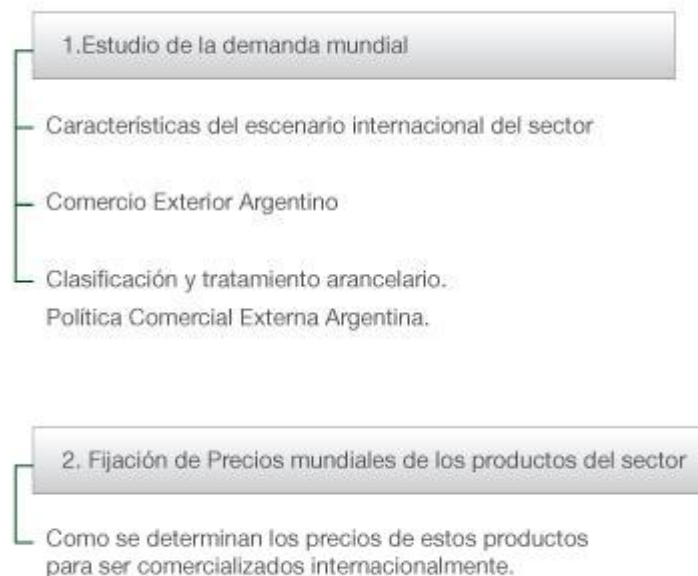 1.Estudio de la demanda mundial
Características del escenario internacional del sector
Comercio Exterior Argentino
Clasificación y tratamiento arancelario.
Política Comercial Externa Argentina.
2. Fijación de Precios mundiales de los productos del sector
Como se determinan los precios de estos productos
para ser comercializados internacionalmente.